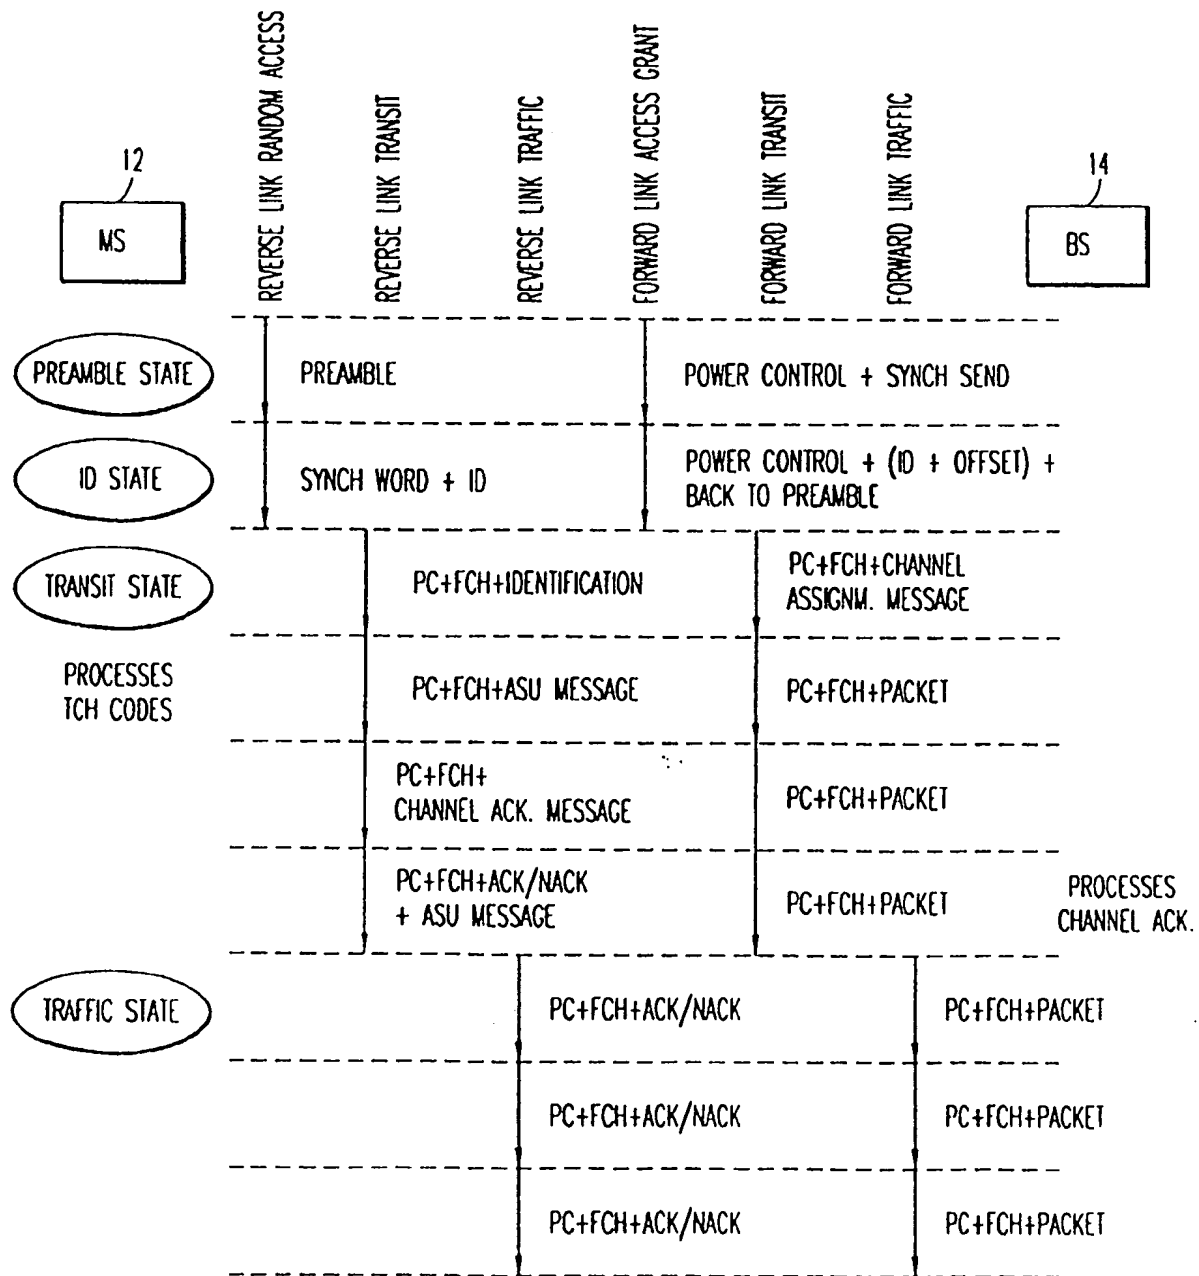 REVERSE LINK RANDOM ACCESS
REVERSE LINK TRANSIT
REVERSE LINK TRAFFIC
FORWARD LINK ACCESS GRANT
FORWARD LINK TRANSIT
FORWARD LINK TRAFFIC
12
MS
14
BS
PREAMBLE STATE
PREAMBLE
POWER CONTROL + SYNCH SEND
ID STATE
SYNCH WORD + ID
POWER CONTROL + (ID + OFFSET) +
BACK TO PREAMBLE
TRANSIT STATE
PC+FCH+IDENTIFICATION
PC+FCH+CHANNEL
ASSIGNM. MESSAGE
PROCESSES
TCH CODES
PC+FCH+ASU MESSAGE
PC+FCH+PACKET
PC+FCH+
CHANNEL ACK. MESSAGE
PC+FCH+PACKET
PC+FCH+ACK/NACK
+ ASU MESSAGE
PC+FCH+PACKET
PROCESSES
CHANNEL ACK.
TRAFFIC STATE
PC+FCH+ACK/NACK
PC+FCH+PACKET
PC+FCH+ACK/NACK
PC+FCH+PACKET
PC+FCH+ACK/NACK
PC+FCH+PACKET